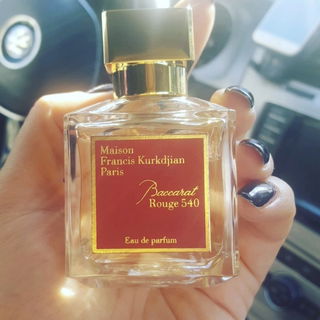 Maison
Francis Kurkdjian
Paris
Baccarat
Rouge 540
Eau de parfum